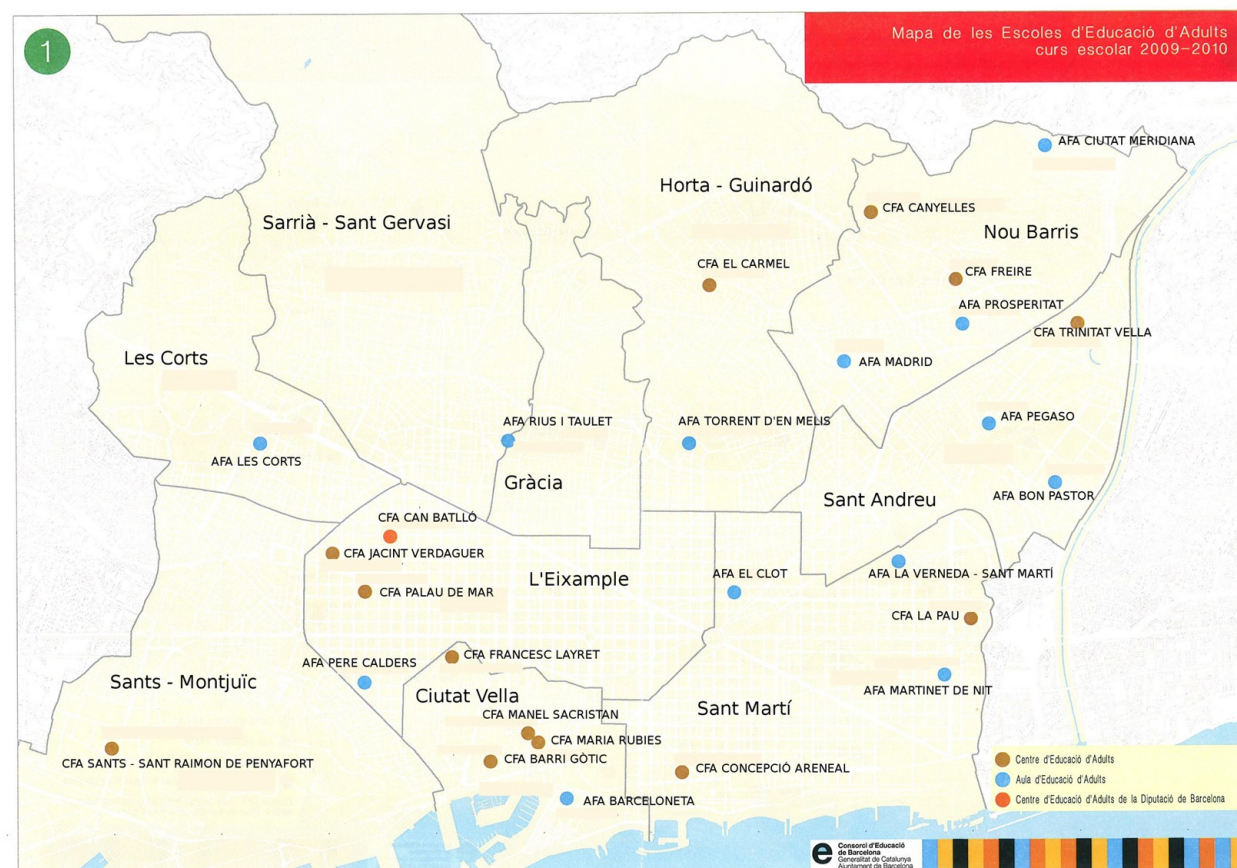 1
Mapa de les Escoles d'Educació d'Adults
curs escolar 2009-2010
AFA CIUTAT MERIDIANA
Horta - Guinardó
CFA CANYELLES
Sarrià - Sant Gervasi
Nou Barris
CFA EL CARMEL
CFA FREIRE
AFA PROSPERITAT
CFA TRINITAT VELLA
Les Corts
AFA MADRID
AFA RIUS I TAULET
AFA TORRENT D'EN MELIS
AFA PEGASO
AFA LES CORTS
Gràcia
Sant Andreu
AFA BON PASTOR
CFA CAN BATLLÓ
CFA JACINT VERDAGUER
L'Eixample
AFA EL CLOT
AFA LA VERNEDA - SANT MARTÍ
CFA PALAU DE MAR
CFA LA PAU
CFA FRANCESC LAYRET
AFA PERE CALDERS
Sants - Montjuïc
Ciutat Vella
AFA MARTINET DE NIT
Sant Martí
CFA MANEL SACRISTAN
CFA MARIA RUBIES
CFA SANTS - SANT RAIMON DE PENYAFORT
CFA BARRI GÒTIC
CFA CONCEPCIÓ ARENEAL
AFA BARCELONETA
Centre d'Educació d'Adults
Aula d'Educació d'Adults
Centre d'Educació d'Adults de la Diputació de Barcelona
e
Consorci d'Educació
de Barcelona
Generalitat de Catalunya
Ajuntament de Barcelona